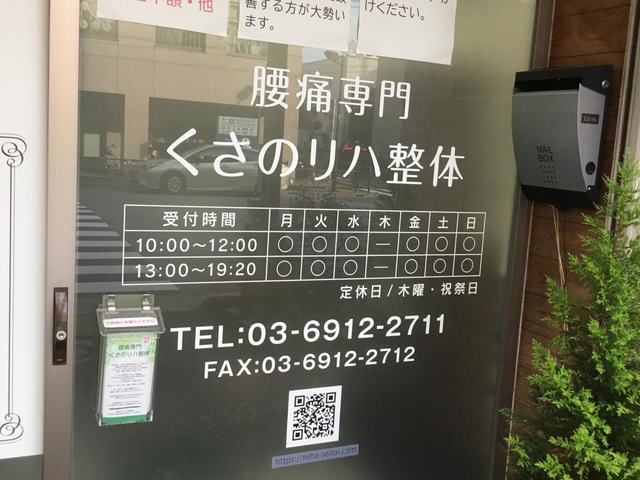 善する方が大勢い
ます。
けください。
腰痛専門
くさのリハ整体
受付時間 月 火 水 木 金 土 日
10:00〜12:00 ○ ○ ○ — ○ ○ ○
13:00〜19:20 ○ ○ ○ — ○ ○ ○
定休日/木曜・祝祭日
TEL:03-6912-2711
FAX:03-6912-2712
https://reha-seitai.com
腰痛専門
くさのリハ整体
MAIL
BOX